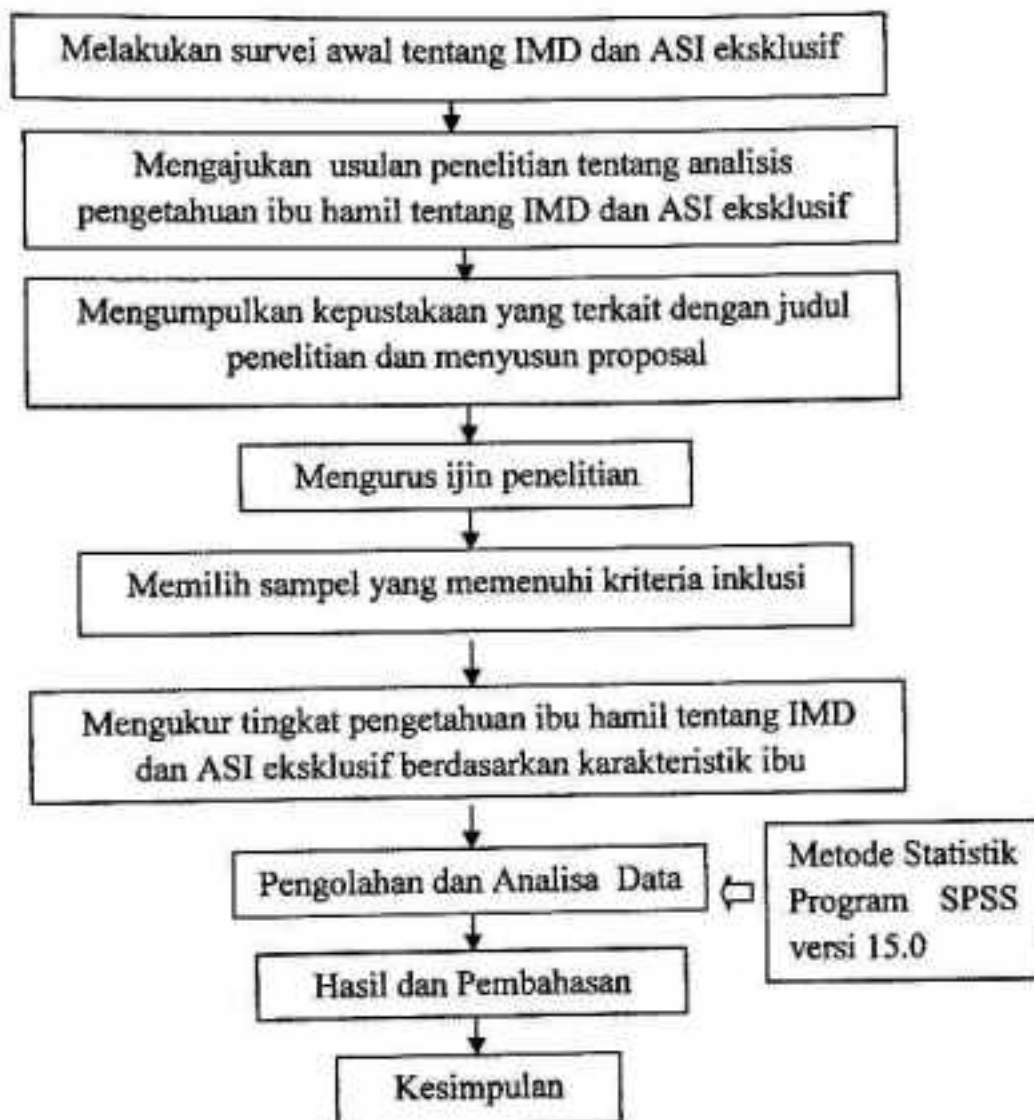 Melakukan survei awal tentang IMD dan ASI eksklusif
Mengajukan usulan penelitian tentang analisis
pengetahuan ibu hamil tentang IMD dan ASI eksklusif
Mengumpulkan kepustakaan yang terkait dengan judul
penelitian dan menyusun proposal
Mengurus ijin penelitian
Memilih sampel yang memenuhi kriteria inklusi
Mengukur tingkat pengetahuan ibu hamil tentang IMD
dan ASI eksklusif berdasarkan karakteristik ibu
Pengolahan dan Analisa Data
Metode Statistik
Program SPSS
versi 15.0
Hasil dan Pembahasan
Kesimpulan